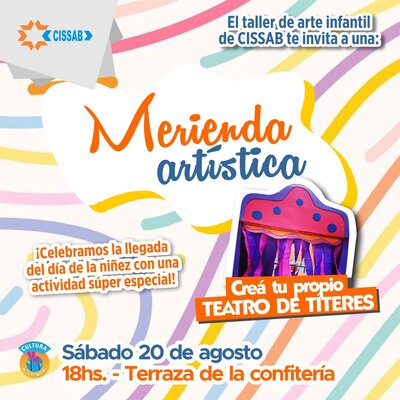 CISSAB
El taller de arte infantil
de CISSAB te invita a una:
Merienda
artística
¡Celebramos la llegada
del día de la niñez con una
actividad súper especial!
Creá tu propio
TEATRO DE TÍTERES
CULTURA
Sábado 20 de agosto
18hs. - Terraza de la confitería